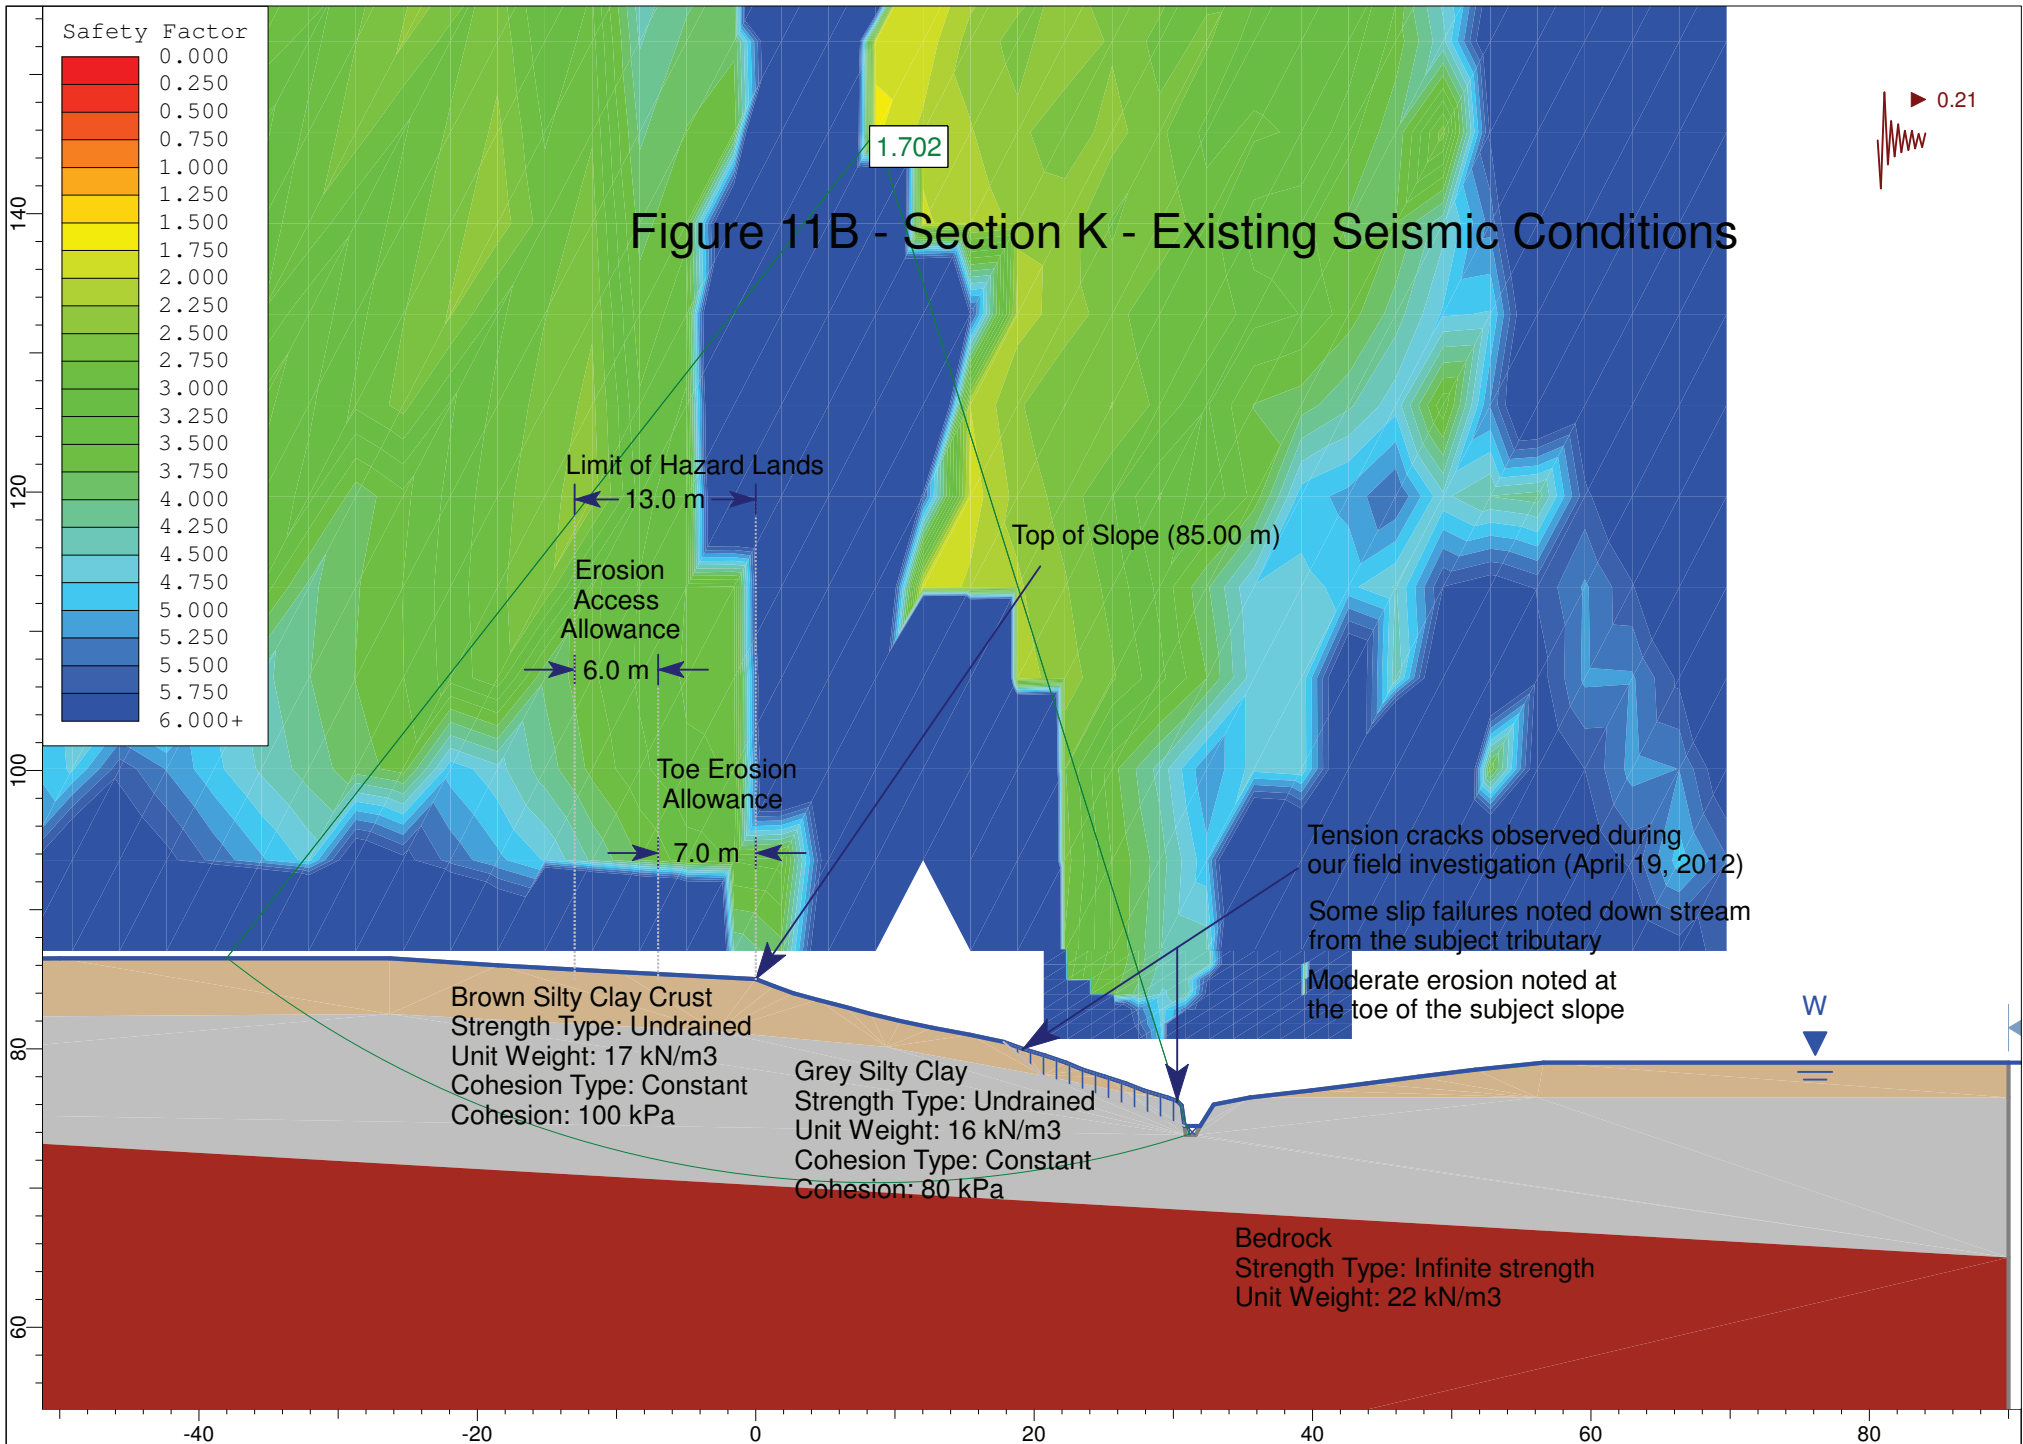 Safety Factor
0.000
0.250
0.500
0.750
1.000
1.250
1.500
1.750
2.000
2.250
2.500
2.750
3.000
3.250
3.500
3.750
4.000
4.250
4.500
4.750
5.000
5.250
5.500
5.750
6.000+
0.21
1.702
Figure 11B - Section K - Existing Seismic Conditions
Limit of Hazard Lands
13.0 m
Top of Slope (85.00 m)
Erosion
Access
Allowance
6.0 m
Toe Erosion
Allowance
7.0 m
Tension cracks observed during
our field investigation (April 19, 2012)
Some slip failures noted down stream
from the subject tributary
Moderate erosion noted at
the toe of the subject slope
W
Brown Silty Clay Crust
Strength Type: Undrained
Unit Weight: 17 kN/m3
Cohesion Type: Constant
Cohesion: 100 kPa
Grey Silty Clay
Strength Type: Undrained
Unit Weight: 16 kN/m3
Cohesion Type: Constant
Cohesion: 80 kPa
Bedrock
Strength Type: Infinite strength
Unit Weight: 22 kN/m3
140
120
100
80
60
-40
-20
0
20
40
60
80